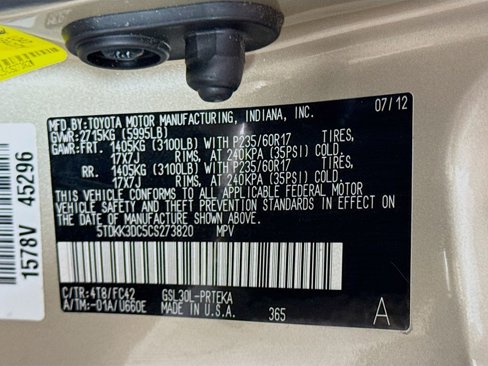 MFD.BY:TOYOTA MOTOR MANUFACTURING, INDIANA, INC. 07/12
GVWR:2715KG (5995LB)
GAWR:FRT. 1405KG (3100LB) WITH P235/60R17 TIRES,
17X7J RIMS, AT 240KPA (35PSI) COLD.
RR. 1405KG (3100LB) WITH P235/60R17 TIRES,
17X7J RIMS, AT 240KPA (35PSI) COLD.
THIS VEHICLE CONFORMS TO ALL APPLICABLE FEDERAL MOTOR
VEHICLE SAFETY AND THEFT PREVENTION STANDARDS IN EFFECT
ON THE DATE OF MANUFACTURE SHOWN ABOVE.
5TDKK3DC5CS273820 MPV
C/TR:4T8/FC42 GSL30L-PRTEKA
A/TM:-01A/U660E MADE IN U.S.A. 365 A
1578V 45296